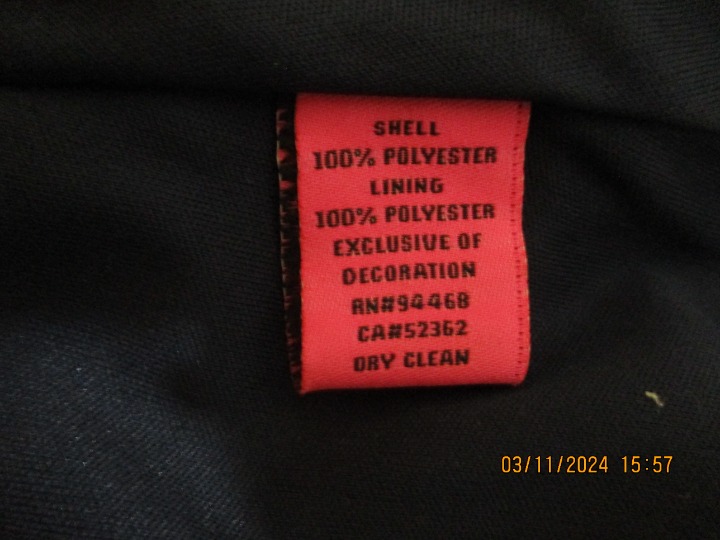 SHELL
100% POLYESTER
LINING
100% POLYESTER
EXCLUSIVE OF
DECORATION
RN#94468
CA#52362
DRY CLEAN
03/11/2024 15:57